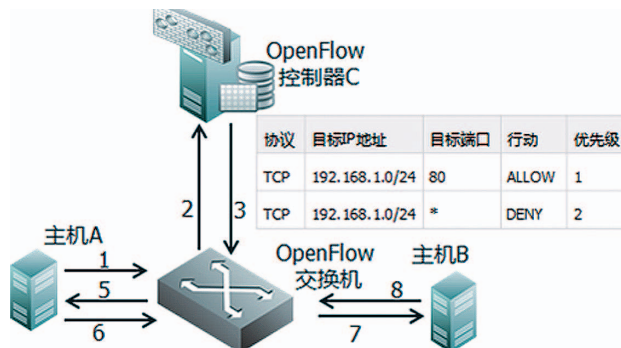 OpenFlow
控制器C
协议 目标IP地址 目标端口 行动 优先级
TCP 192.168.1.0/24 80 ALLOW 1
TCP 192.168.1.0/24 * DENY 2
2
3
主机A
OpenFlow
交换机
主机B
1
5
6
8
7